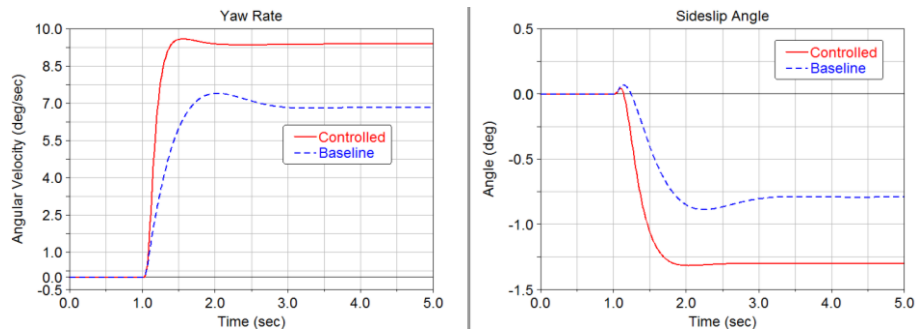 Yaw Rate
10.0
8.5
7.0
5.5
4.0
2.5
1.0
0.0
-0.5
Angular Velocity (deg/sec)
Controlled
Baseline
0.0 1.0 2.0 3.0 4.0 5.0
Time (sec)
Sideslip Angle
0.5
0.0
-0.5
-1.0
-1.5
Angle (deg)
Controlled
Baseline
0.0 1.0 2.0 3.0 4.0 5.0
Time (sec)